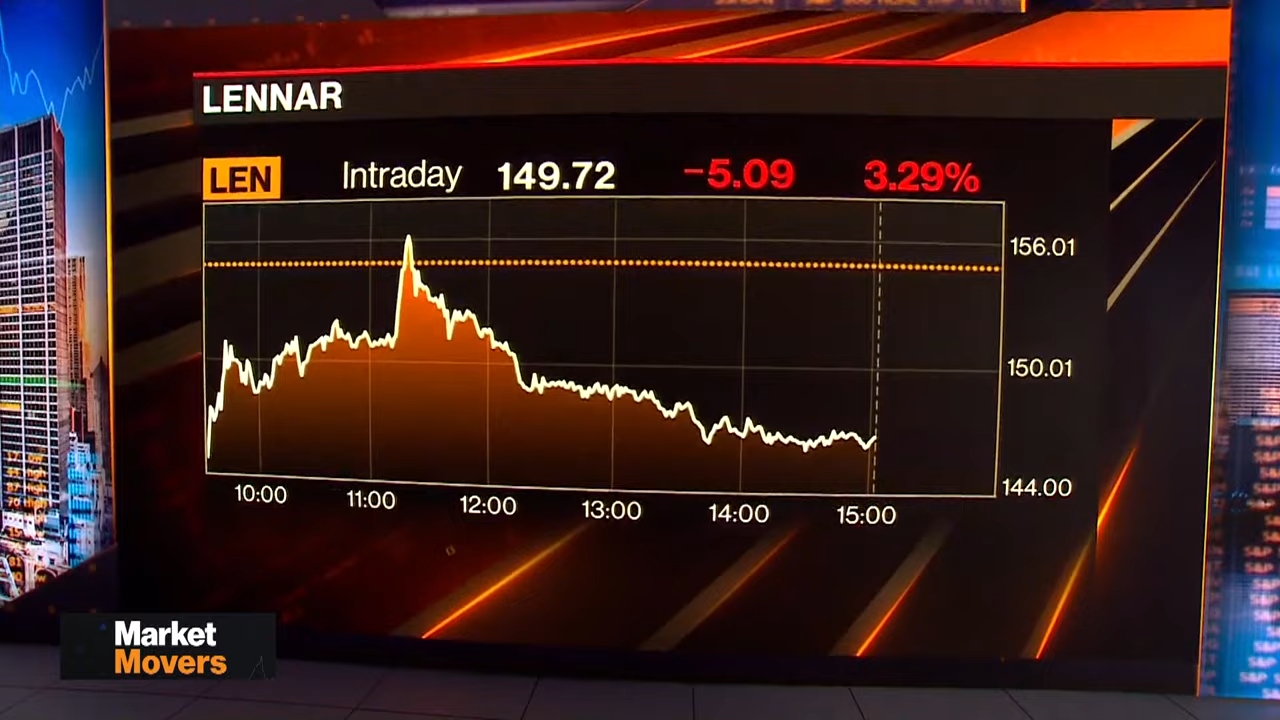 LENNAR
LEN Intraday 149.72 −5.09 3.29%
156.01
150.01
144.00
10:00 11:00 12:00 13:00 14:00 15:00
Market
Movers